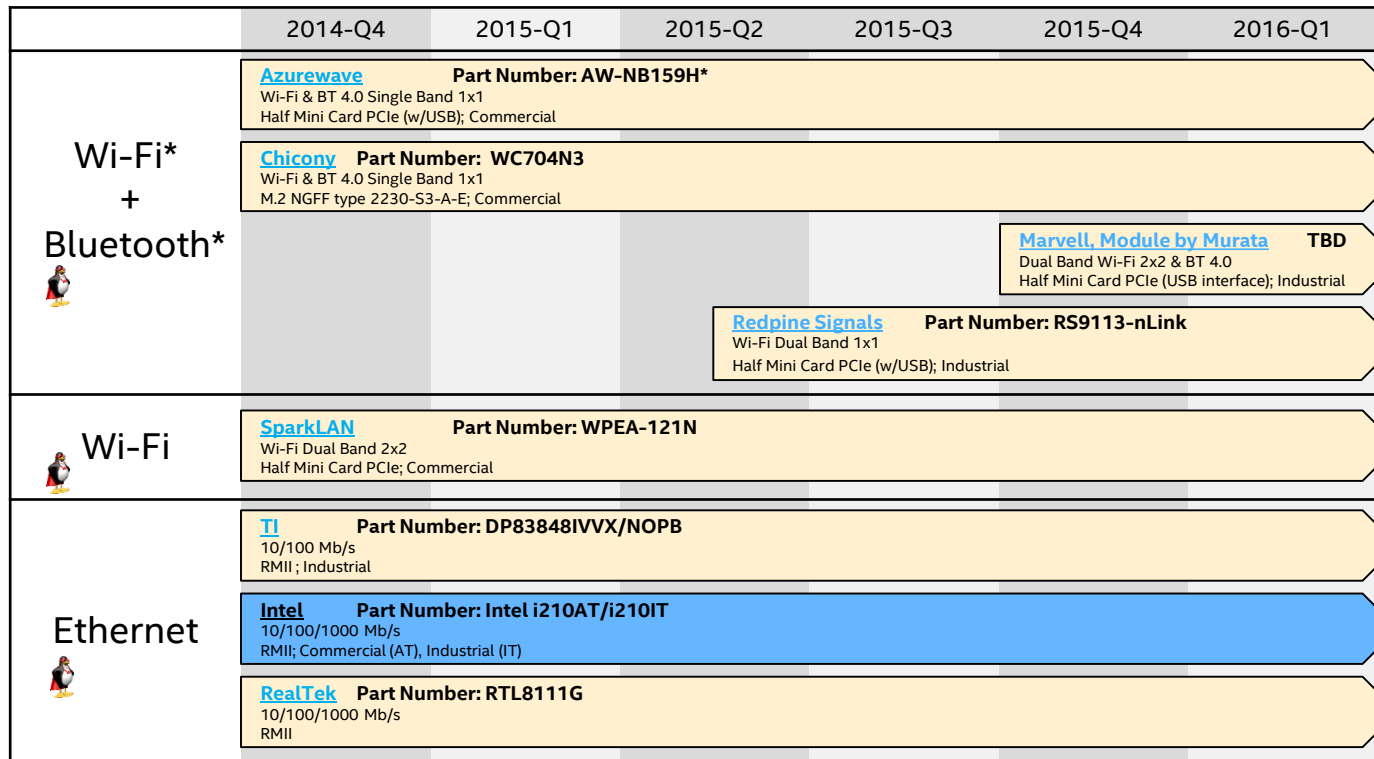 2014-Q4 2015-Q1 2015-Q2 2015-Q3 2015-Q4 2016-Q1
Wi-Fi*
+
Bluetooth*
Azurewave Part Number: AW-NB159H*
Wi-Fi & BT 4.0 Single Band 1x1
Half Mini Card PCIe (w/USB); Commercial
Chicony Part Number: WC704N3
Wi-Fi & BT 4.0 Single Band 1x1
M.2 NGFF type 2230-S3-A-E; Commercial
Marvell, Module by Murata TBD
Dual Band Wi-Fi 2x2 & BT 4.0
Half Mini Card PCIe (USB interface); Industrial
Redpine Signals Part Number: RS9113-nLink
Wi-Fi Dual Band 1x1
Half Mini Card PCIe (w/USB); Industrial
Wi-Fi
SparkLAN Part Number: WPEA-121N
Wi-Fi Dual Band 2x2
Half Mini Card PCIe; Commercial
Ethernet
TI Part Number: DP83848IVVX/NOPB
10/100 Mb/s
RMII ; Industrial
Intel Part Number: Intel i210AT/i210IT
10/100/1000 Mb/s
RMII; Commercial (AT), Industrial (IT)
RealTek Part Number: RTL8111G
10/100/1000 Mb/s
RMII